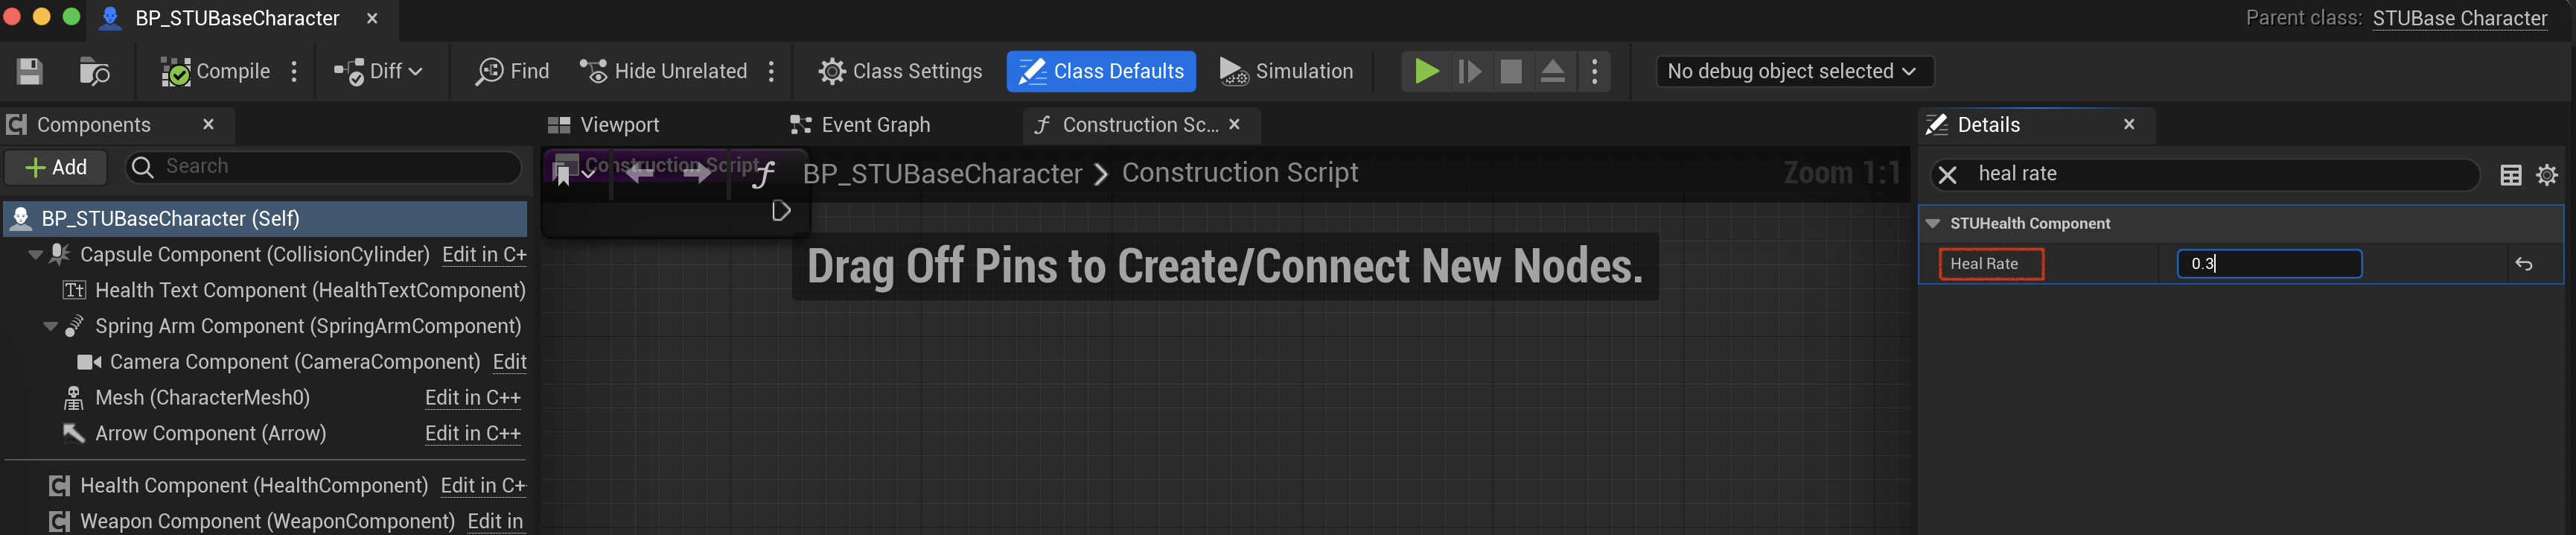 BP_STUBaseCharacter
Parent class: STUBase Character
Compile
Diff
Find
Hide Unrelated
Class Settings
Class Defaults
Simulation
No debug object selected
Components
Add
Search
BP_STUBaseCharacter (Self)
Capsule Component (CollisionCylinder) Edit in C+
Health Text Component (HealthTextComponent)
Spring Arm Component (SpringArmComponent)
Camera Component (CameraComponent) Edit
Mesh (CharacterMesh0) Edit in C++
Arrow Component (Arrow) Edit in C++
Health Component (HealthComponent) Edit in C+
Weapon Component (WeaponComponent) Edit in
Viewport
Event Graph
Construction Sc...
Construction Script
BP_STUBaseCharacter > Construction Script
Zoom 1:1
Drag Off Pins to Create/Connect New Nodes.
Details
heal rate
STUHealth Component
Heal Rate 0.3